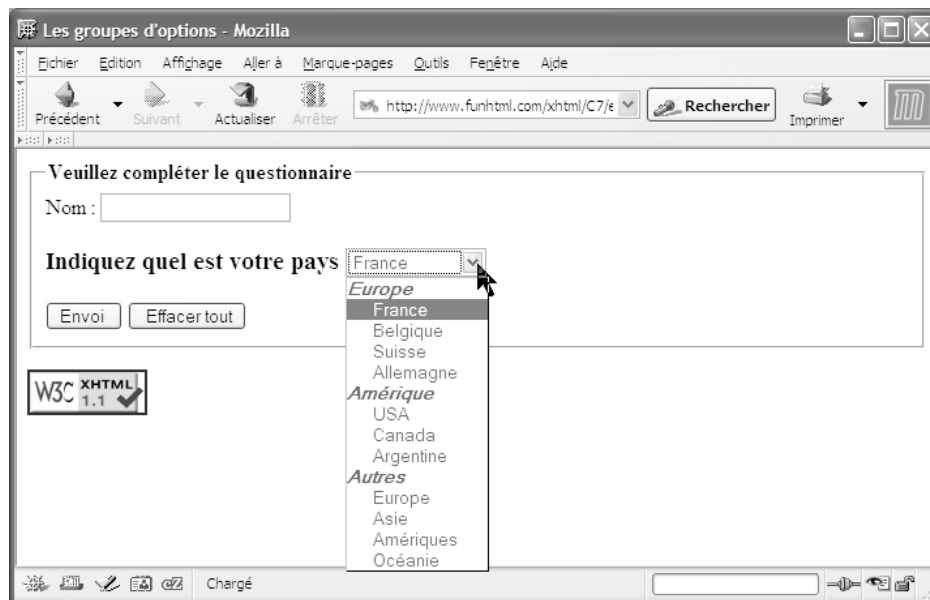 Les groupes d'options - Mozilla
Fichier Edition Affichage Aller à Marque-pages Outils Fenêtre Aide
Précédent Suivant Actualiser Arrêter http://www.funhtml.com/xhtml/C7/e Rechercher Imprimer
Veuillez compléter le questionnaire
Nom :
Indiquez quel est votre pays France
Europe
Envoi Effacer tout France
Belgique
Suisse
Allemagne
W3C XHTML 1.1 Amérique
USA
Canada
Argentine
Autres
Europe
Asie
Amériques
Océanie
Chargé